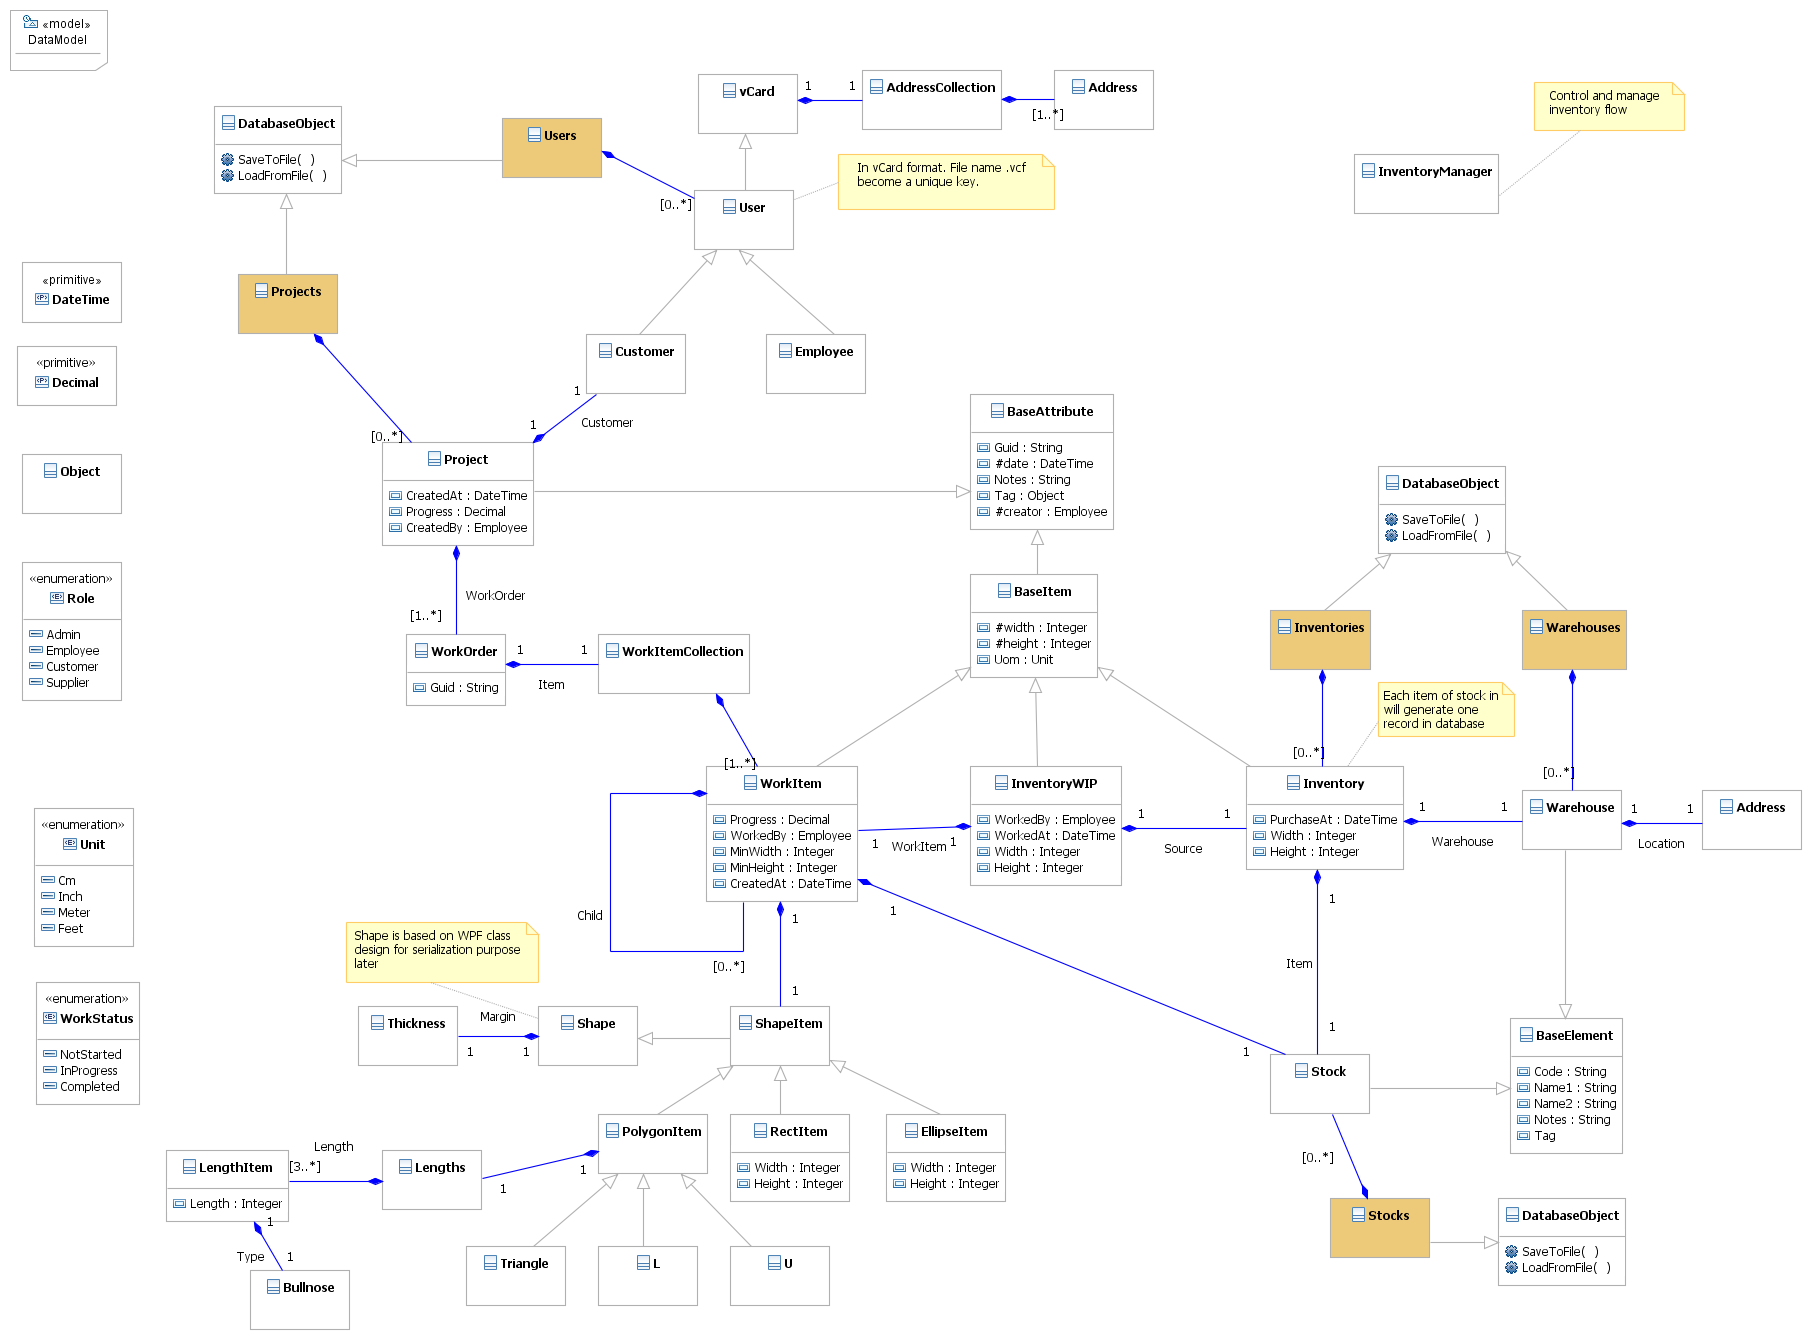 «model»
DataModel
vCard
1
1
AddressCollection
[1..*]
Address
Control and manage
inventory flow
InventoryManager
DatabaseObject
SaveToFile( )
LoadFromFile( )
Users
[0..*]
In vCard format. File name .vcf
become a unique key.
User
«primitive»
DateTime
Projects
«primitive»
Decimal
Customer
Employee
1
1
Customer
[0..*]
Project
CreatedAt : DateTime
Progress : Decimal
CreatedBy : Employee
BaseAttribute
Guid : String
#date : DateTime
Notes : String
Tag : Object
#creator : Employee
Object
DatabaseObject
SaveToFile( )
LoadFromFile( )
«enumeration»
Role
Admin
Employee
Customer
Supplier
WorkOrder
[1..*]
WorkOrder
Guid : String
1
1
Item
WorkItemCollection
BaseItem
#width : Integer
#height : Integer
Uom : Unit
Inventories
Warehouses
Each item of stock in
will generate one
record in database
[1..*]
[0..*]
[0..*]
WorkItem
Progress : Decimal
WorkedBy : Employee
MinWidth : Integer
MinHeight : Integer
CreatedAt : DateTime
1
WorkItem
1
InventoryWIP
WorkedBy : Employee
WorkedAt : DateTime
Width : Integer
Height : Integer
1
1
Source
Inventory
PurchaseAt : DateTime
Width : Integer
Height : Integer
1
1
Warehouse
Warehouse
1
1
Location
Address
«enumeration»
Unit
Cm
Inch
Meter
Feet
Child
[0..*]
1
1
1
1
1
Item
1
Shape is based on WPF class
design for serialization purpose
later
«enumeration»
WorkStatus
NotStarted
InProgress
Completed
Thickness
Margin
1
1
Shape
ShapeItem
Stock
BaseElement
Code : String
Name1 : String
Name2 : String
Notes : String
Tag
PolygonItem
RectItem
Width : Integer
Height : Integer
EllipseItem
Width : Integer
Height : Integer
LengthItem
Length : Integer
Length
[3..*]
Lengths
1
1
[0..*]
Stocks
DatabaseObject
SaveToFile( )
LoadFromFile( )
1
Type
1
Bullnose
Triangle
L
U